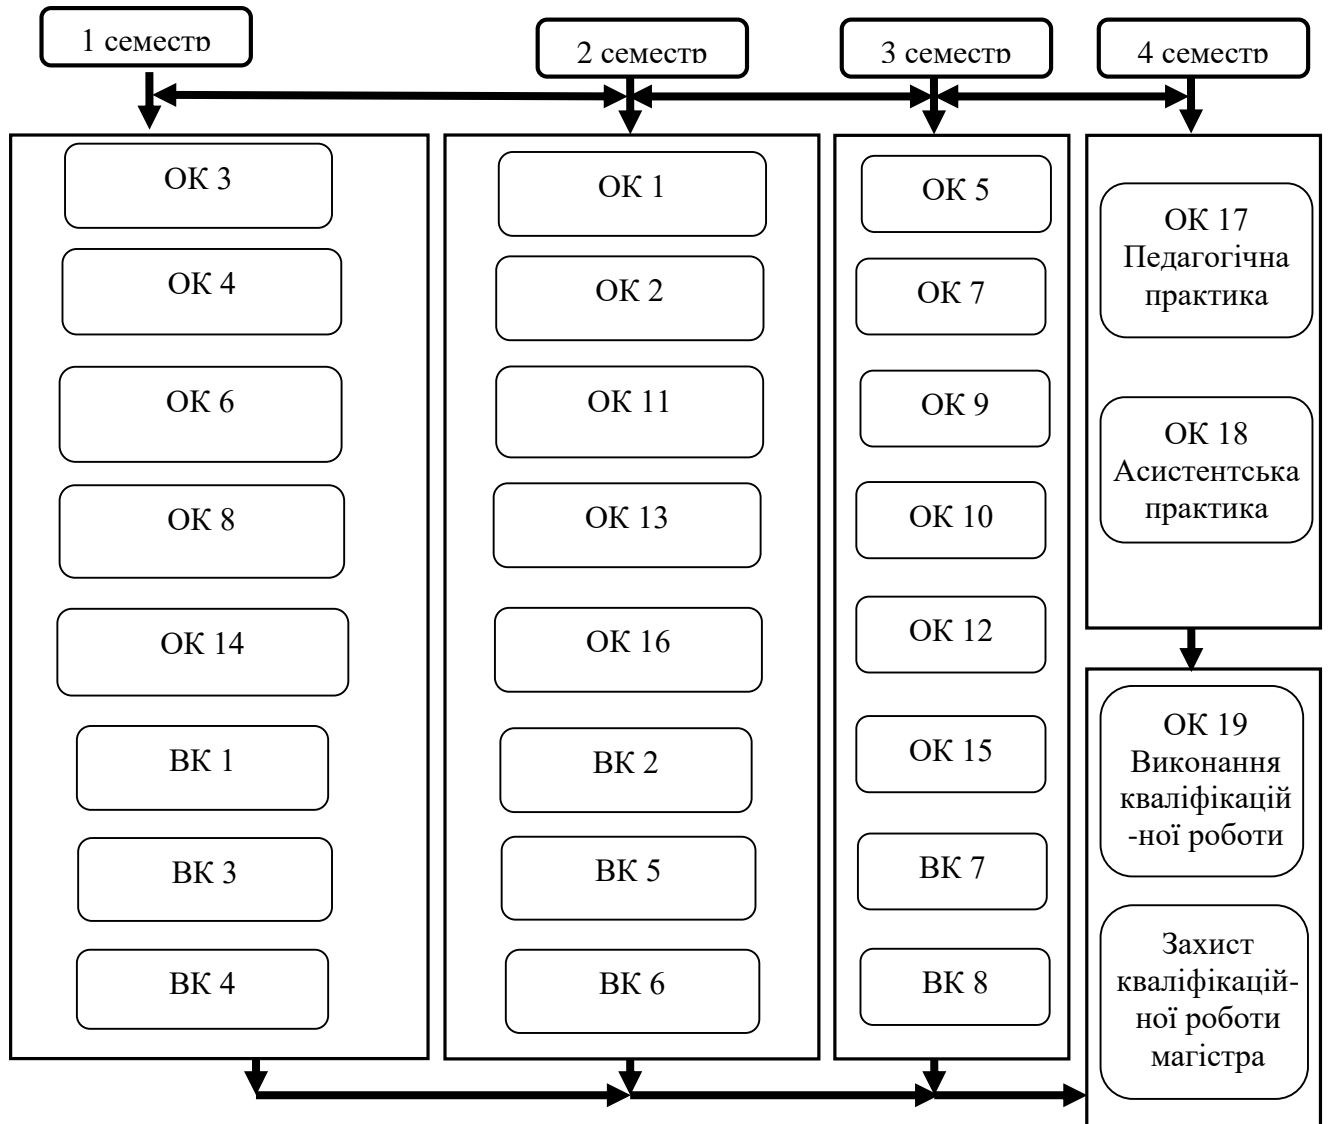 1 семестр
2 семестр
3 семестр
4 семестр
ОК 3
ОК 4
ОК 6
ОК 8
ОК 14
ВК 1
ВК 3
ВК 4
ОК 1
ОК 2
ОК 11
ОК 13
ОК 16
ВК 2
ВК 5
ВК 6
ОК 5
ОК 7
ОК 9
ОК 10
ОК 12
ОК 15
ВК 7
ВК 8
ОК 17
Педагогічна
практика
ОК 18
Асистентська
практика
ОК 19
Виконання
кваліфікацій
-ної роботи
Захист
кваліфікацій-
ної роботи
магістра